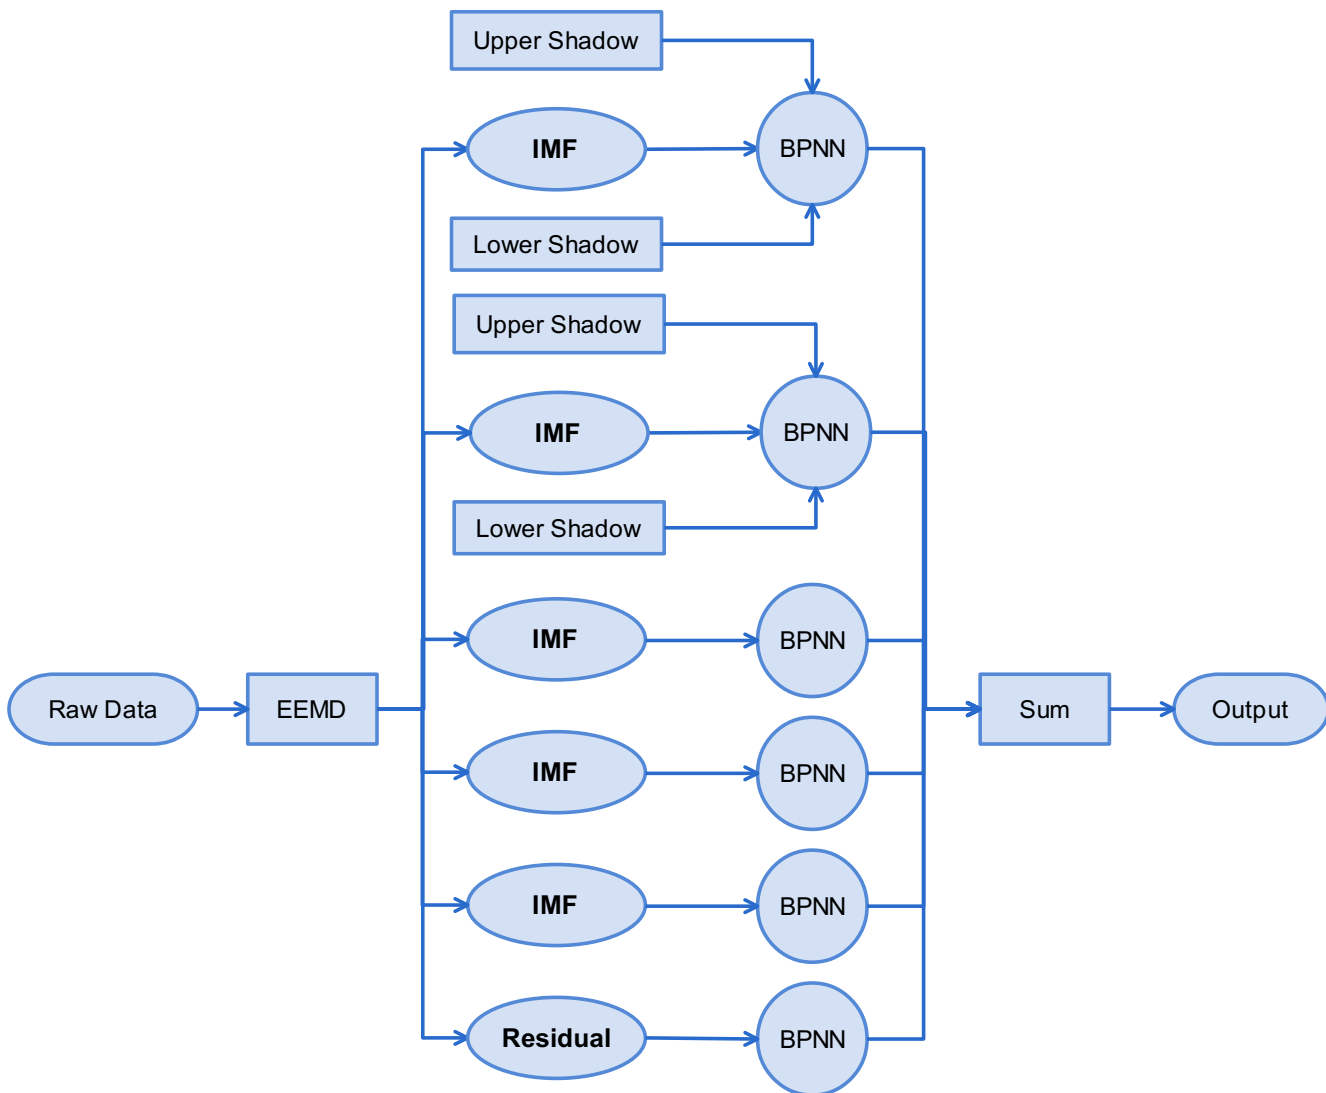 Upper Shadow
IMF
BPNN
Lower Shadow
Upper Shadow
IMF
BPNN
Lower Shadow
IMF
BPNN
Raw Data
EEMD
Sum
Output
IMF
BPNN
IMF
BPNN
Residual
BPNN